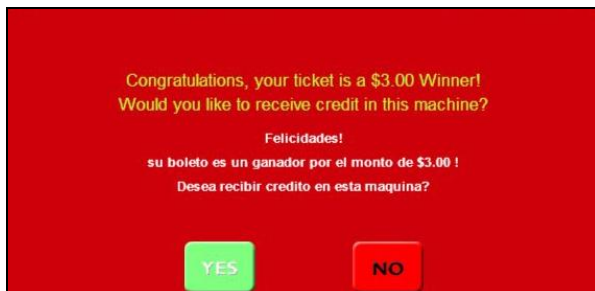 Congratulations, your ticket is a $3.00 Winner!
Would you like to receive credit in this machine?
Felicidades!
su boleto es un ganador por el monto de $3.00 !
Desea recibir credito en esta maquina?
YES
NO